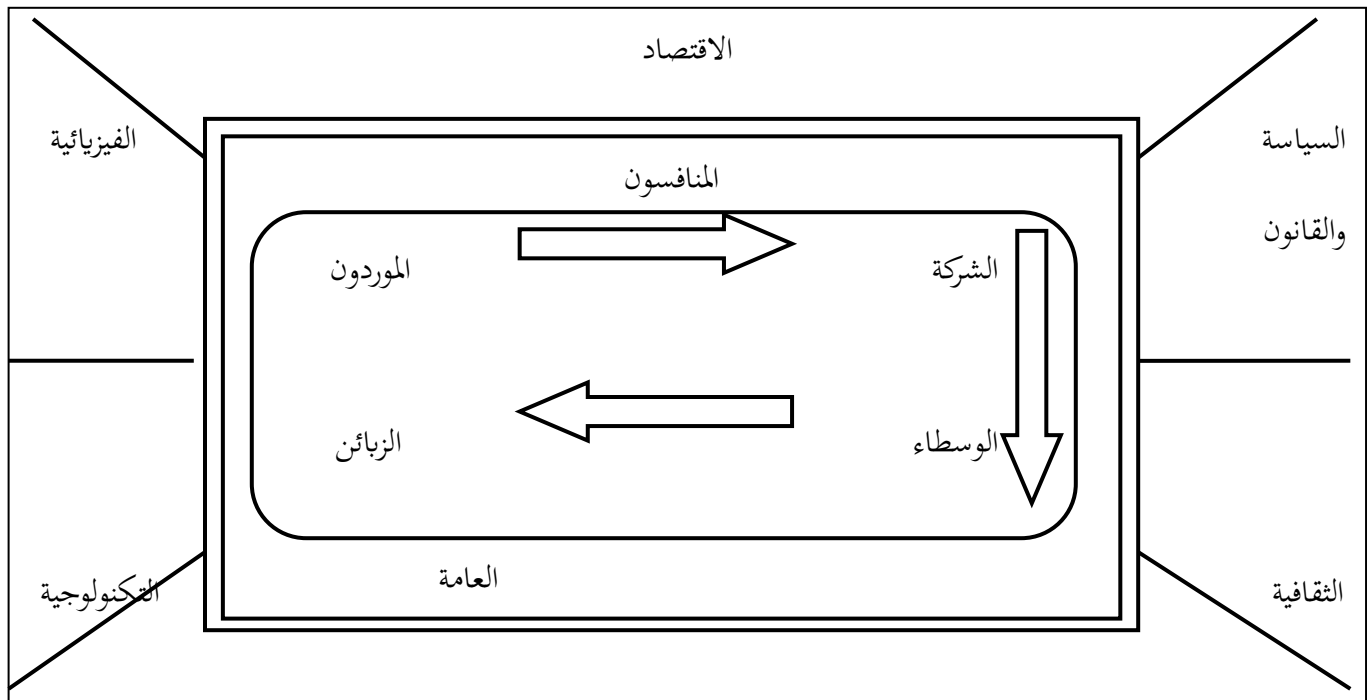 الاقتصاد
السياسة
الفيزيائية
والقانون
المنافسون
الشركة
الموردون
الوسطاء
الزبائن
العامة
الثقافية
التكنولوجية